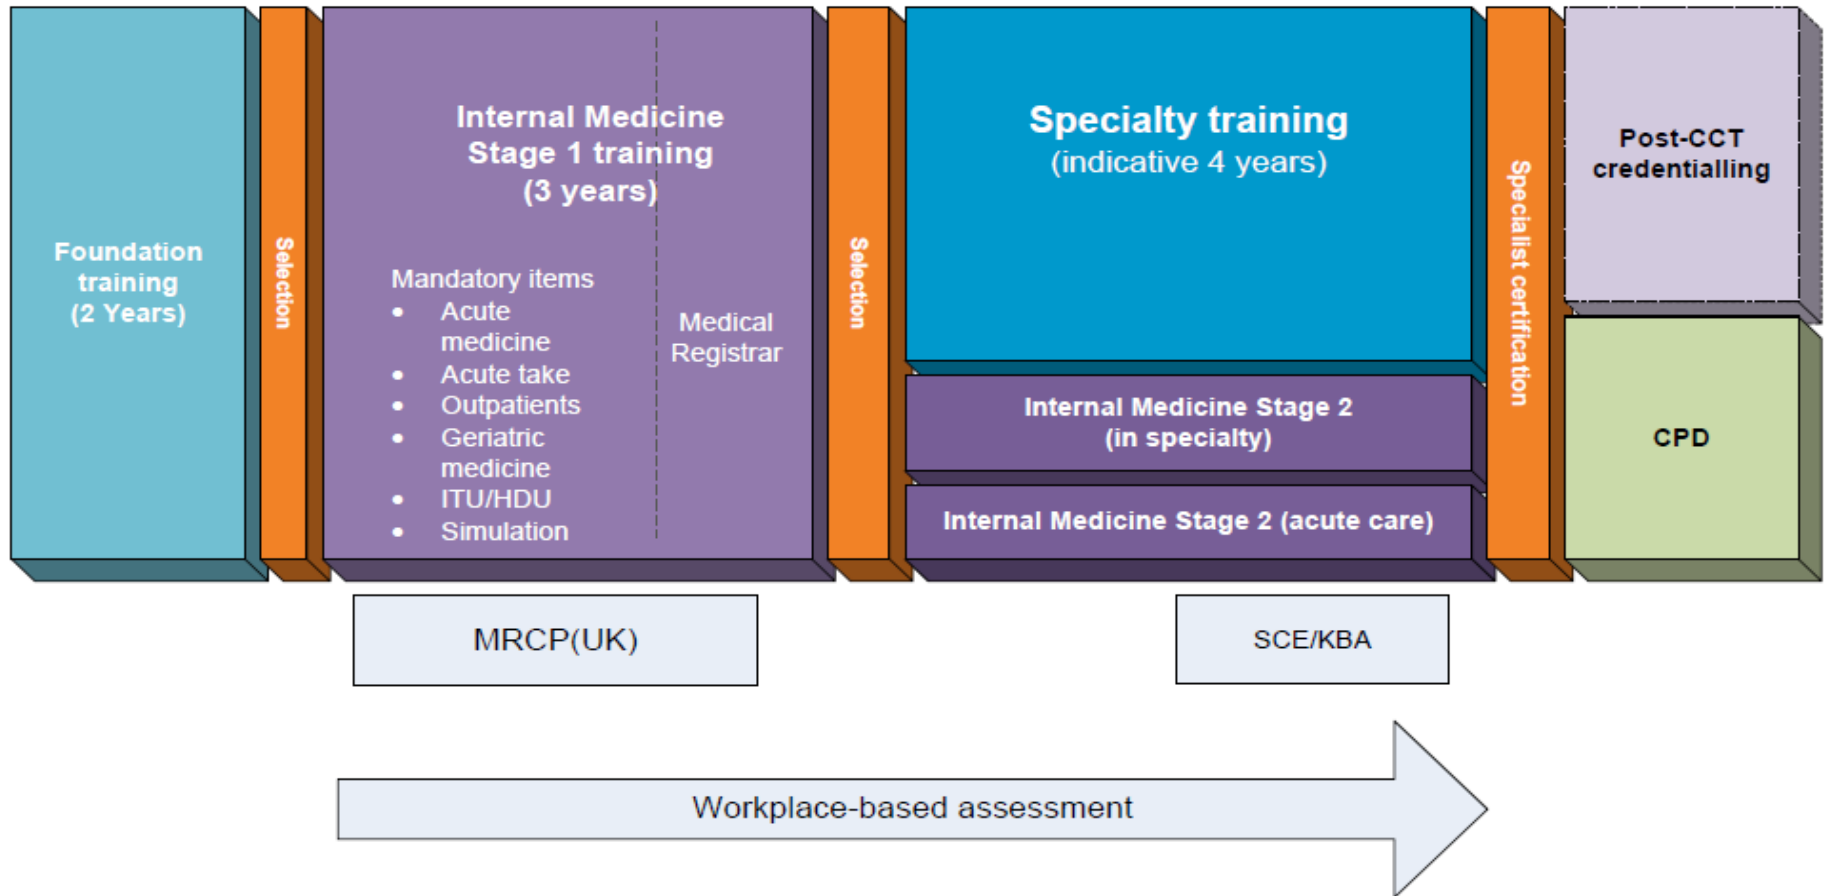 Foundation
training
(2 Years)
Selection
Internal Medicine
Stage 1 training
(3 years)
Mandatory items
• Acute
medicine
• Acute take
• Outpatients
• Geriatric
medicine
• ITU/HDU
• Simulation
Medical
Registrar
Selection
Specialty training
(indicative 4 years)
Internal Medicine Stage 2
(in specialty)
Internal Medicine Stage 2 (acute care)
Specialist certification
Post-CCT
credentialling
CPD
MRCP(UK)
SCE/KBA
Workplace-based assessment